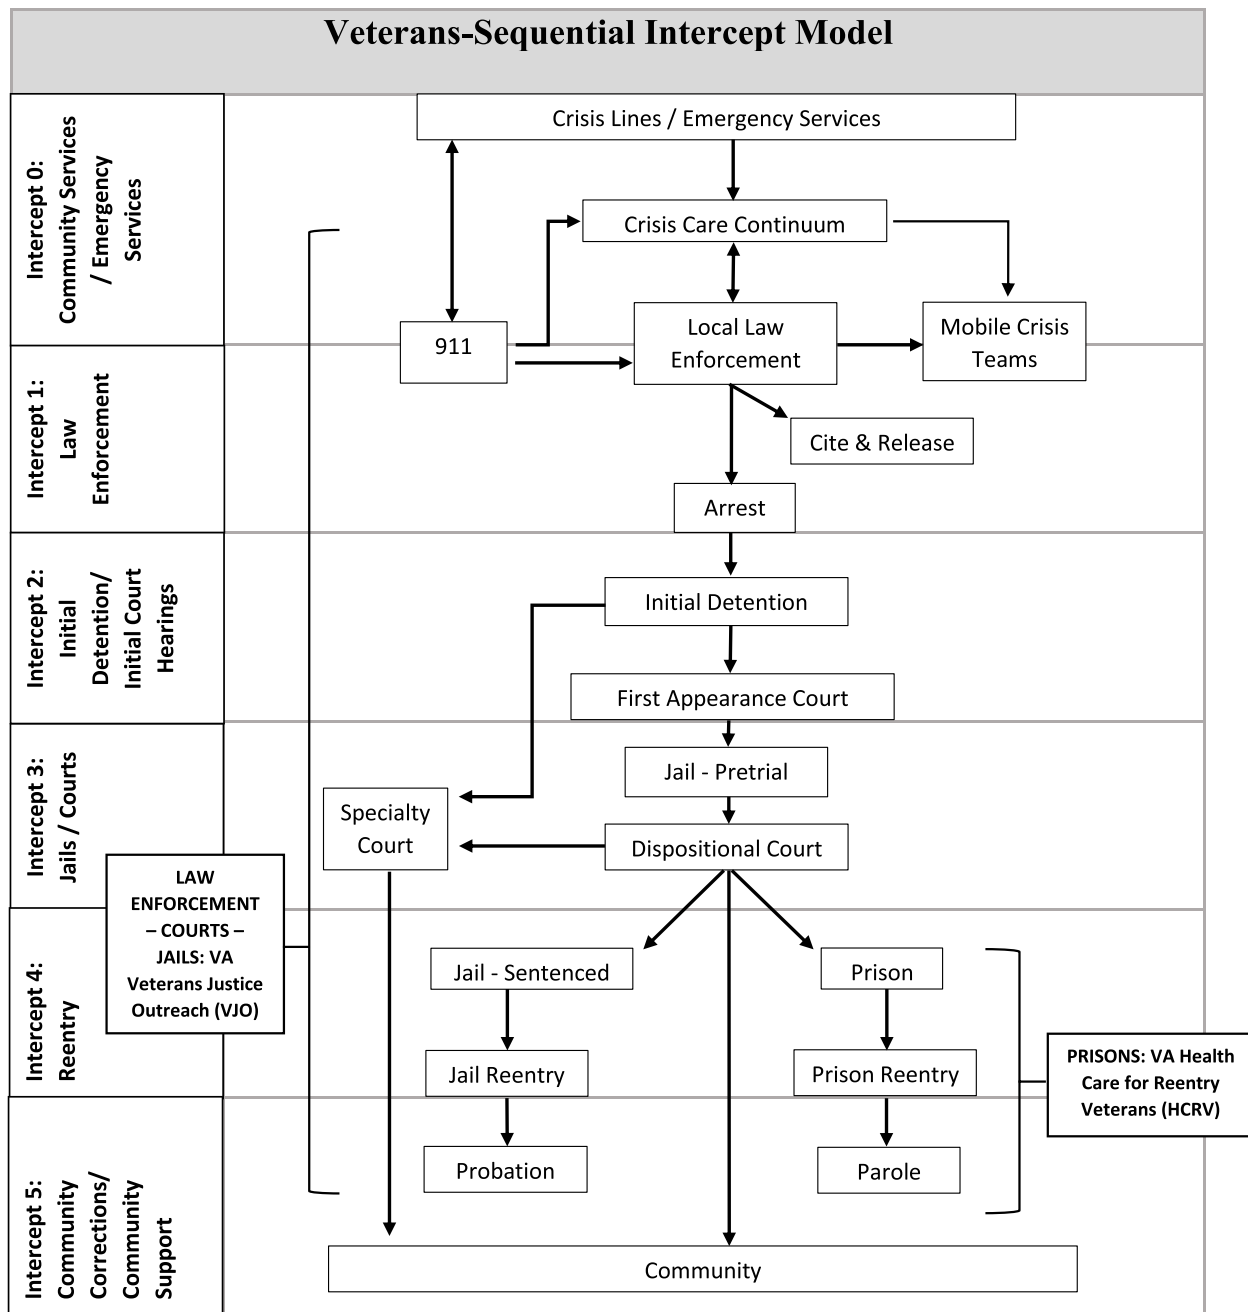 Veterans-Sequential Intercept Model
Intercept 0:
Community Services
/ Emergency
Services
Crisis Lines / Emergency Services
Crisis Care Continuum
911
Local Law
Enforcement
Mobile Crisis
Teams
Intercept 1:
Law
Enforcement
Cite & Release
Arrest
Intercept 2:
Initial
Detention/
Initial Court
Hearings
Initial Detention
First Appearance Court
Intercept 3:
Jails / Courts
Jail - Pretrial
Specialty
Court
Dispositional Court
LAW
ENFORCEMENT
– COURTS –
JAILS: VA
Veterans Justice
Outreach (VJO)
Intercept 4:
Reentry
Jail - Sentenced
Prison
Jail Reentry
Prison Reentry
PRISONS: VA Health
Care for Reentry
Veterans (HCRV)
Intercept 5:
Community
Corrections/
Community
Support
Probation
Parole
Community